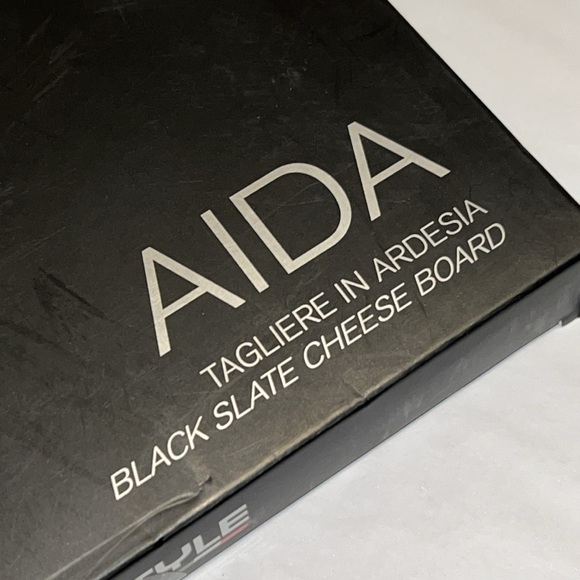 AIDA
TAGLIERE IN ARDESIA
BLACK SLATE CHEESE BOARD